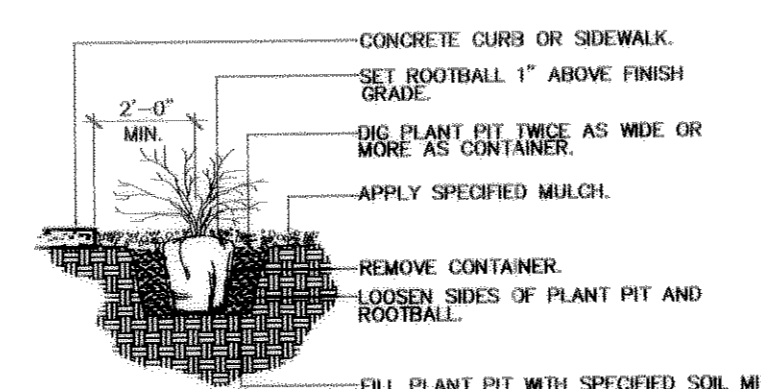 CONCRETE CURB OR SIDEWALK.
SET ROOTBALL 1" ABOVE FINISH
GRADE.
2'-0"
MIN.
DIG PLANT PIT TWICE AS WIDE OR
MORE AS CONTAINER.
APPLY SPECIFIED MULCH.
REMOVE CONTAINER.
LOOSEN SIDES OF PLANT PIT AND
ROOTBALL.
FILL PLANT PIT WITH SPECIFIED SOIL